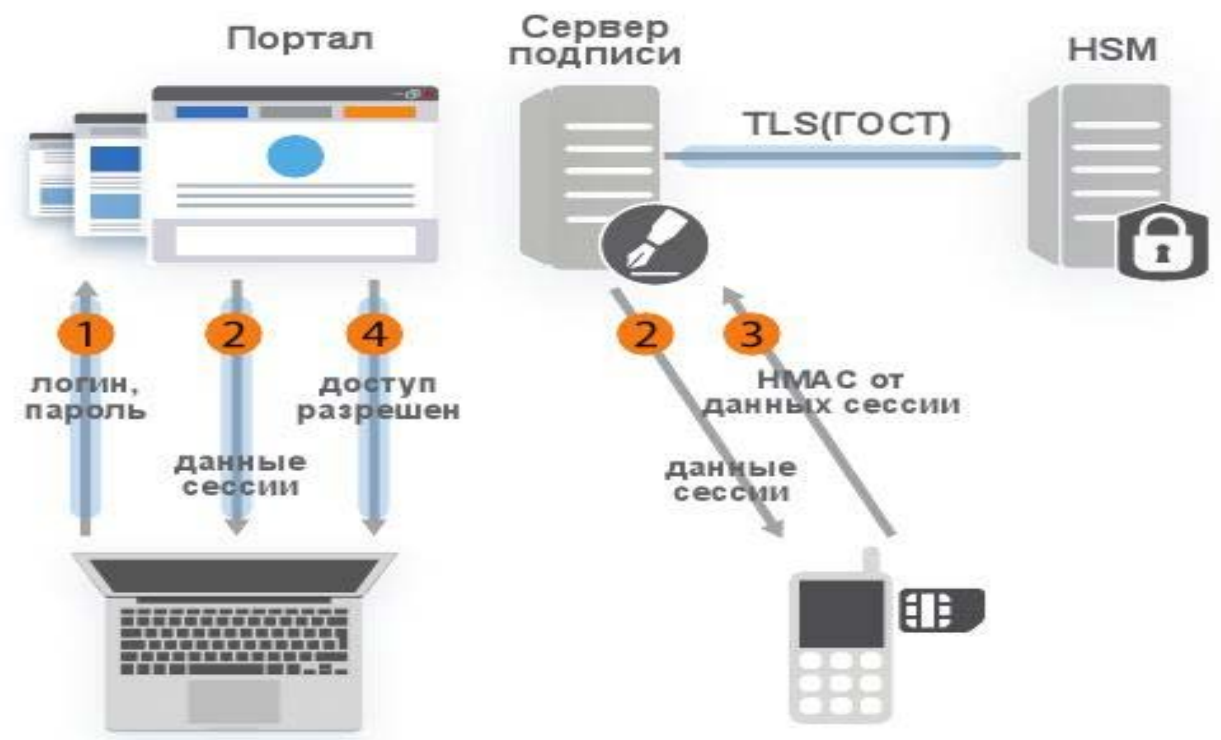 Портал
Сервер
подписи
HSM
TLS(ГОСТ)
1
2
4
2
3
логин,
пароль
доступ
разрешен
HMAC от
данных сессии
данные
сессии
данные
сессии